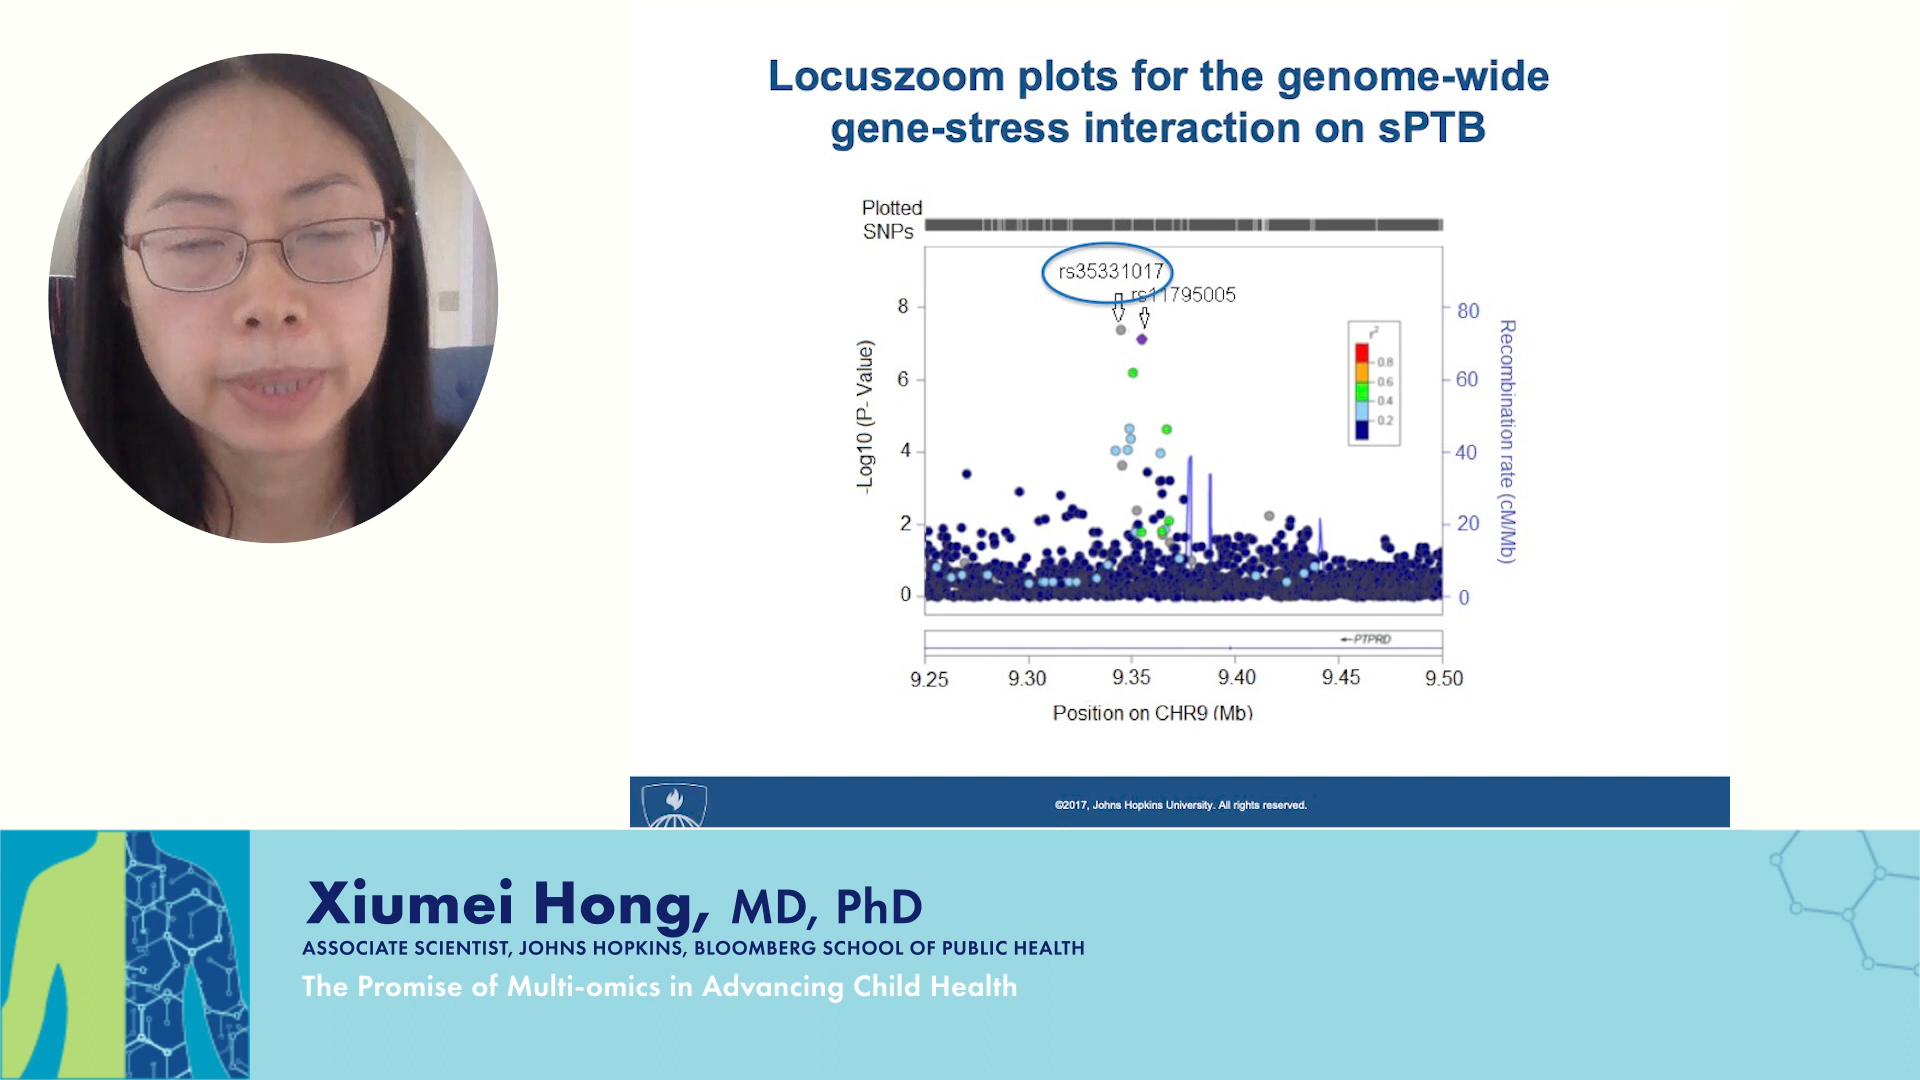 Locuszoom plots for the genome-wide
gene-stress interaction on sPTB
Plotted
SNPs
rs35331017
rs11795005
8
6
4
2
0
-Log10 (P- Value)
r²
0.8
0.6
0.4
0.2
80
60
40
20
0
Recombination rate (cM/Mb)
←PTPRD
9.25 9.30 9.35 9.40 9.45 9.50
Position on CHR9 (Mb)
©2017, Johns Hopkins University. All rights reserved.
Xiumei Hong, MD, PhD
ASSOCIATE SCIENTIST, JOHNS HOPKINS, BLOOMBERG SCHOOL OF PUBLIC HEALTH
The Promise of Multi-omics in Advancing Child Health